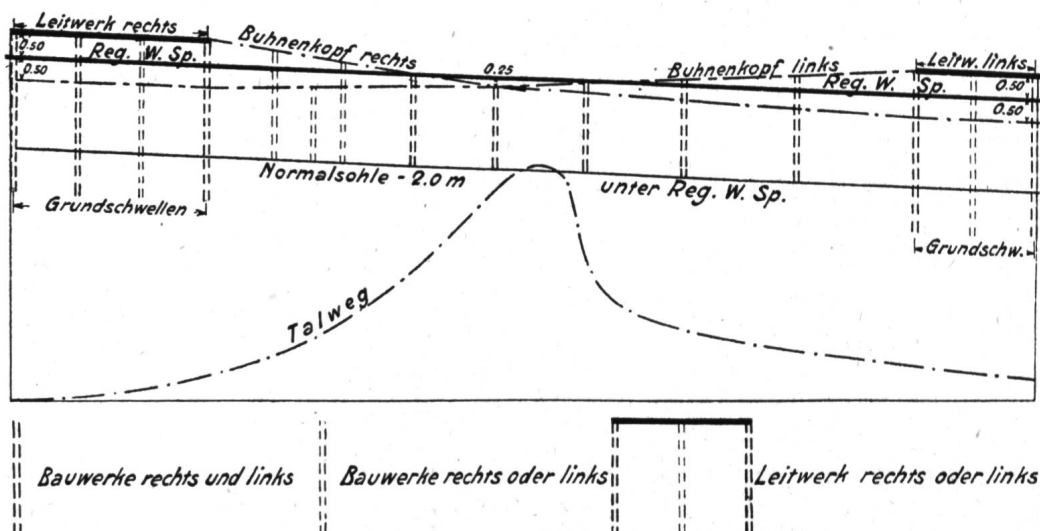 Leitwerk rechts
0.50
Reg. W. Sp.
0.50
Buhnenkopf rechts
0.25
Buhnenkopf links
Leitw. links
Reg. W. Sp.
0.50
0.50
Normalsohle - 2.0 m unter Reg. W. Sp.
Grundschwellen
Grundschw.
Talweg
Bauwerke rechts und links
Bauwerke rechts oder links
Leitwerk rechts oder links